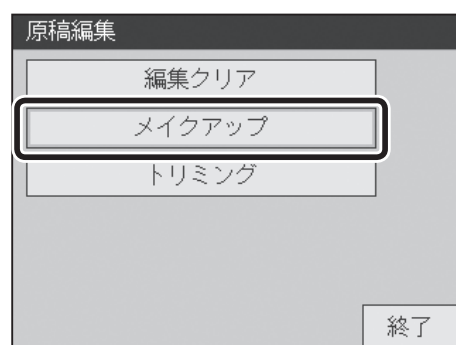 原稿編集
編集クリア
メイクアップ
トリミング
終了